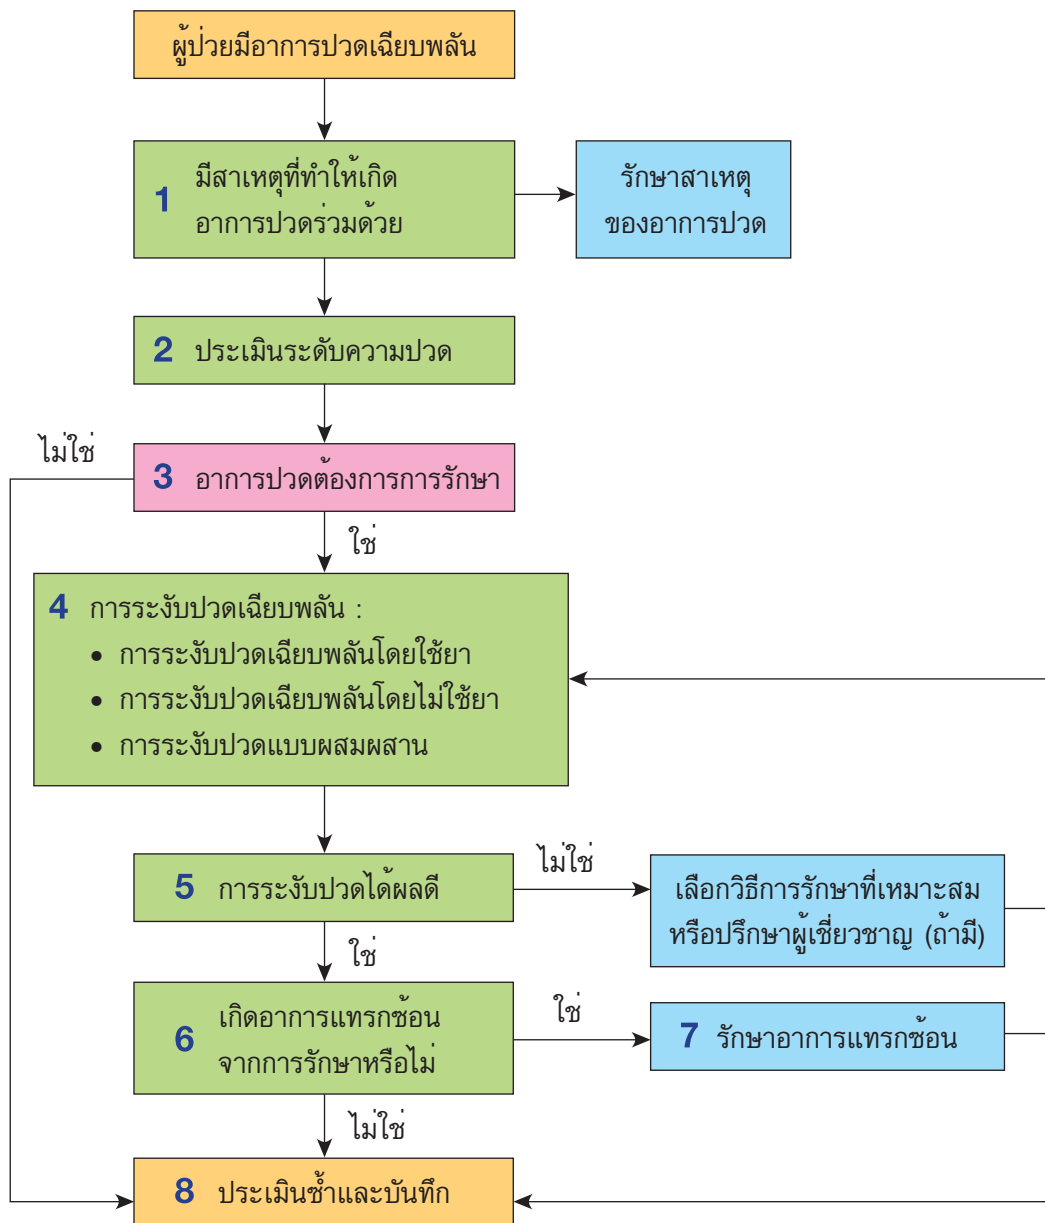 ผู้ป่วยมีอาการปวดเฉียบพลัน
1 มีสาเหตุที่ทำให้เกิด
อาการปวดร่วมด้วย
รักษาสาเหตุ
ของอาการปวด
2 ประเมินระดับความปวด
ไม่ใช่
3 อาการปวดต้องการการรักษา
ใช่
4 การระงับปวดเฉียบพลัน :
• การระงับปวดเฉียบพลันโดยใช้ยา
• การระงับปวดเฉียบพลันโดยไม่ใช้ยา
• การระงับปวดแบบผสมผสาน
5 การระงับปวดได้ผลดี
ไม่ใช่
เลือกวิธีการรักษาที่เหมาะสม
หรือปรึกษาผู้เชี่ยวชาญ (ถ้ามี)
ใช่
6 เกิดอาการแทรกซ้อน
จากการรักษาหรือไม่
ใช่
7 รักษาอาการแทรกซ้อน
ไม่ใช่
8 ประเมินซ้ำและบันทึก